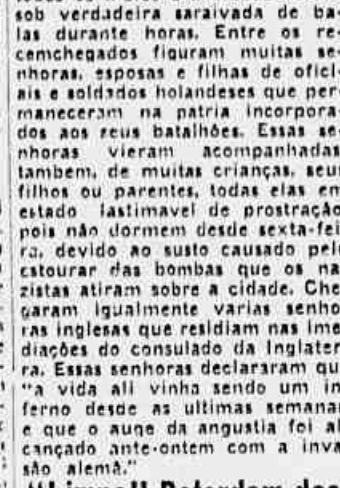 sob verdadeira saraivada de ba-
las durante horas. Entre os re-
cemchegados figuram muitas se-
nhoras, esposas e filhas de ofici-
ais e soldados holandeses que per-
maneceram na patria incorpora-
dos aos seus batalhões. Essas se-
nhoras vieram acompanhadas
tambem, de muitas crianças, seus
filhos ou parentes, todas elas em
estado lastimavel de prostração
pois não dormem desde sexta-fei
ra, devido ao susto causado pelo
estourar das bombas que os na
zistas atiram sobre a cidade. Che
garam igualmente varias senho
ras inglesas que residiam nas ime
diações do consulado da Inglater
ra. Essas senhoras declararam qu
"a vida ali vinha sendo um in
ferno desde as ultimas semanas
e que o auge da angustia foi al
cançado ante-ontem com a inva
são alemã."